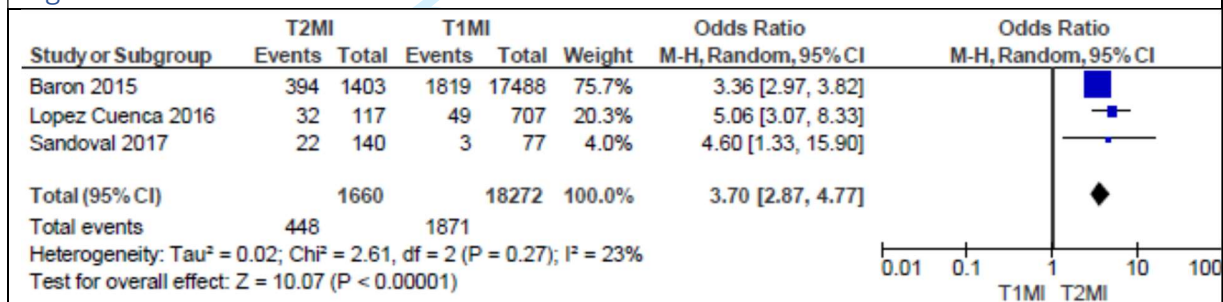 T2MI T1MI Odds Ratio Odds Ratio
Study or Subgroup Events Total Events Total Weight M-H, Random, 95% CI M-H, Random, 95% CI
Baron 2015 394 1403 1819 17488 75.7% 3.36 [2.97, 3.82]
Lopez Cuenca 2016 32 117 49 707 20.3% 5.06 [3.07, 8.33]
Sandoval 2017 22 140 3 77 4.0% 4.60 [1.33, 15.90]
Total (95% CI) 1660 18272 100.0% 3.70 [2.87, 4.77]
Total events 448 1871
Heterogeneity: Tau² = 0.02; Chi² = 2.61, df = 2 (P = 0.27); I² = 23%
Test for overall effect: Z = 10.07 (P < 0.00001)
0.01 0.1 1 10 100
T1MI T2MI